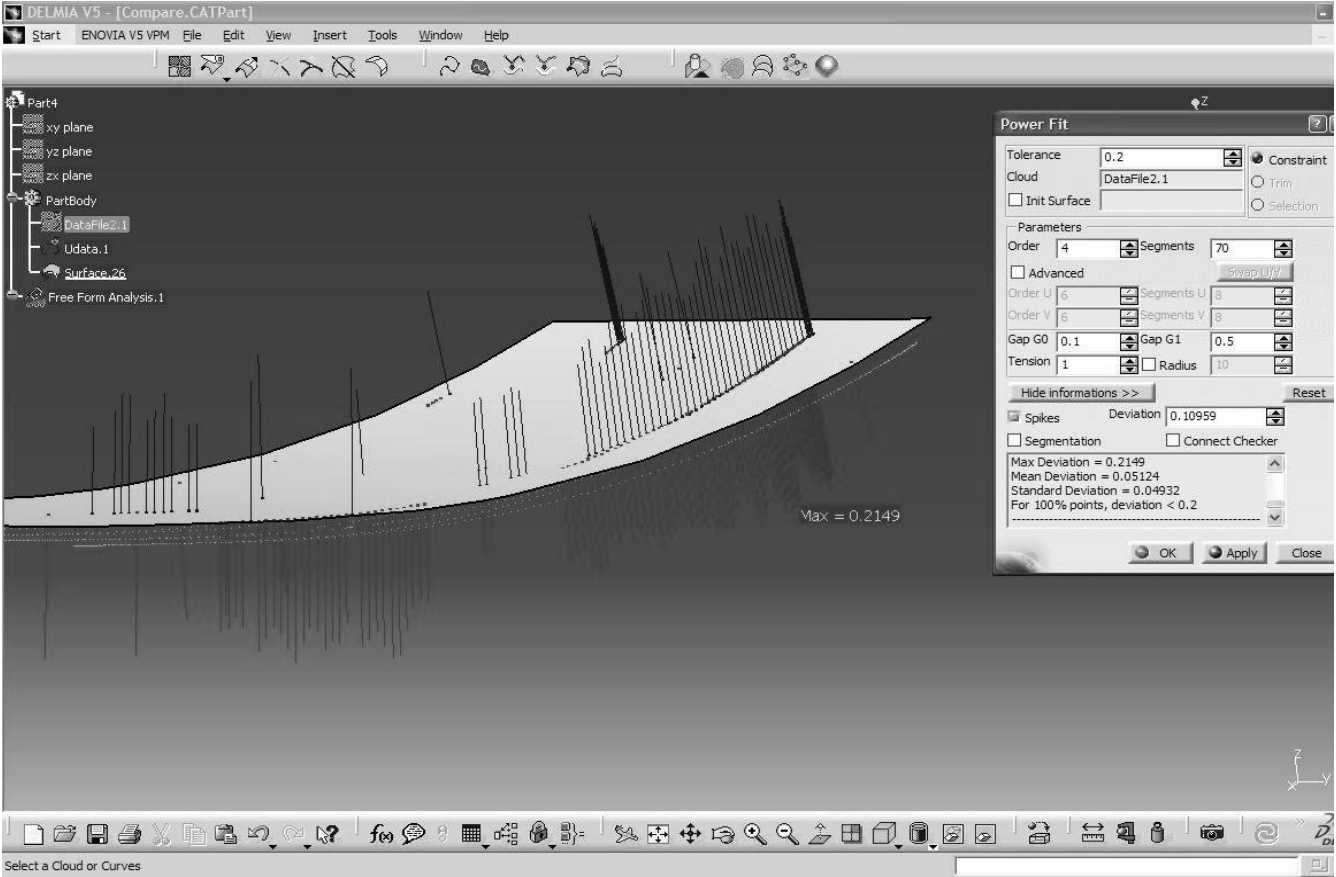 DELMIA V5 - [Compare.CATPart]
Start ENOVIA V5 VPM File Edit View Insert Tools Window Help
Part4
xy plane
yz plane
zx plane
PartBody
DataFile2.1
Udata.1
Surface.26
Free Form Analysis.1
z
Max = 0.2149
Power Fit ?
Tolerance 0.2 Constraint
Cloud DataFile2.1 Trim
Init Surface Selection
Parameters
Order 4 Segments 70
Advanced Swap U/V
Order U 6 Segments U 8
Order V 6 Segments V 8
Gap G0 0.1 Gap G1 0.5
Tension 1 Radius 10
Hide informations >> Reset
Spikes Deviation 0.10959
Segmentation Connect Checker
Max Deviation = 0.2149
Mean Deviation = 0.05124
Standard Deviation = 0.04932
For 100% points, deviation < 0.2
OK Apply Close
z
x y
f(x)
Select a Cloud or Curves